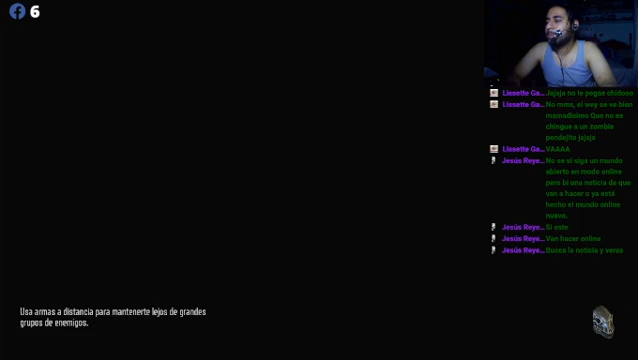 6
Lissette Ga... Jajaja no le pegas chidooo
Lissette Ga... No mms, el wey se ve bien
mamadisimo Que no se
chingue a un zombie
pendejito jajaja
Lissette Ga... VAAAA
Jesús Reye... No se si siga un mundo
abierto en modo online
pero bi una noticia de que
van a hacer o ya está
hecho el mundo online
nuevo.
Jesús Reye... Si este
Jesús Reye... Van hacer online
Jesús Reye... Busca la noticia y veras
Usa armas a distancia para mantenerte lejos de grandes
grupos de enemigos.